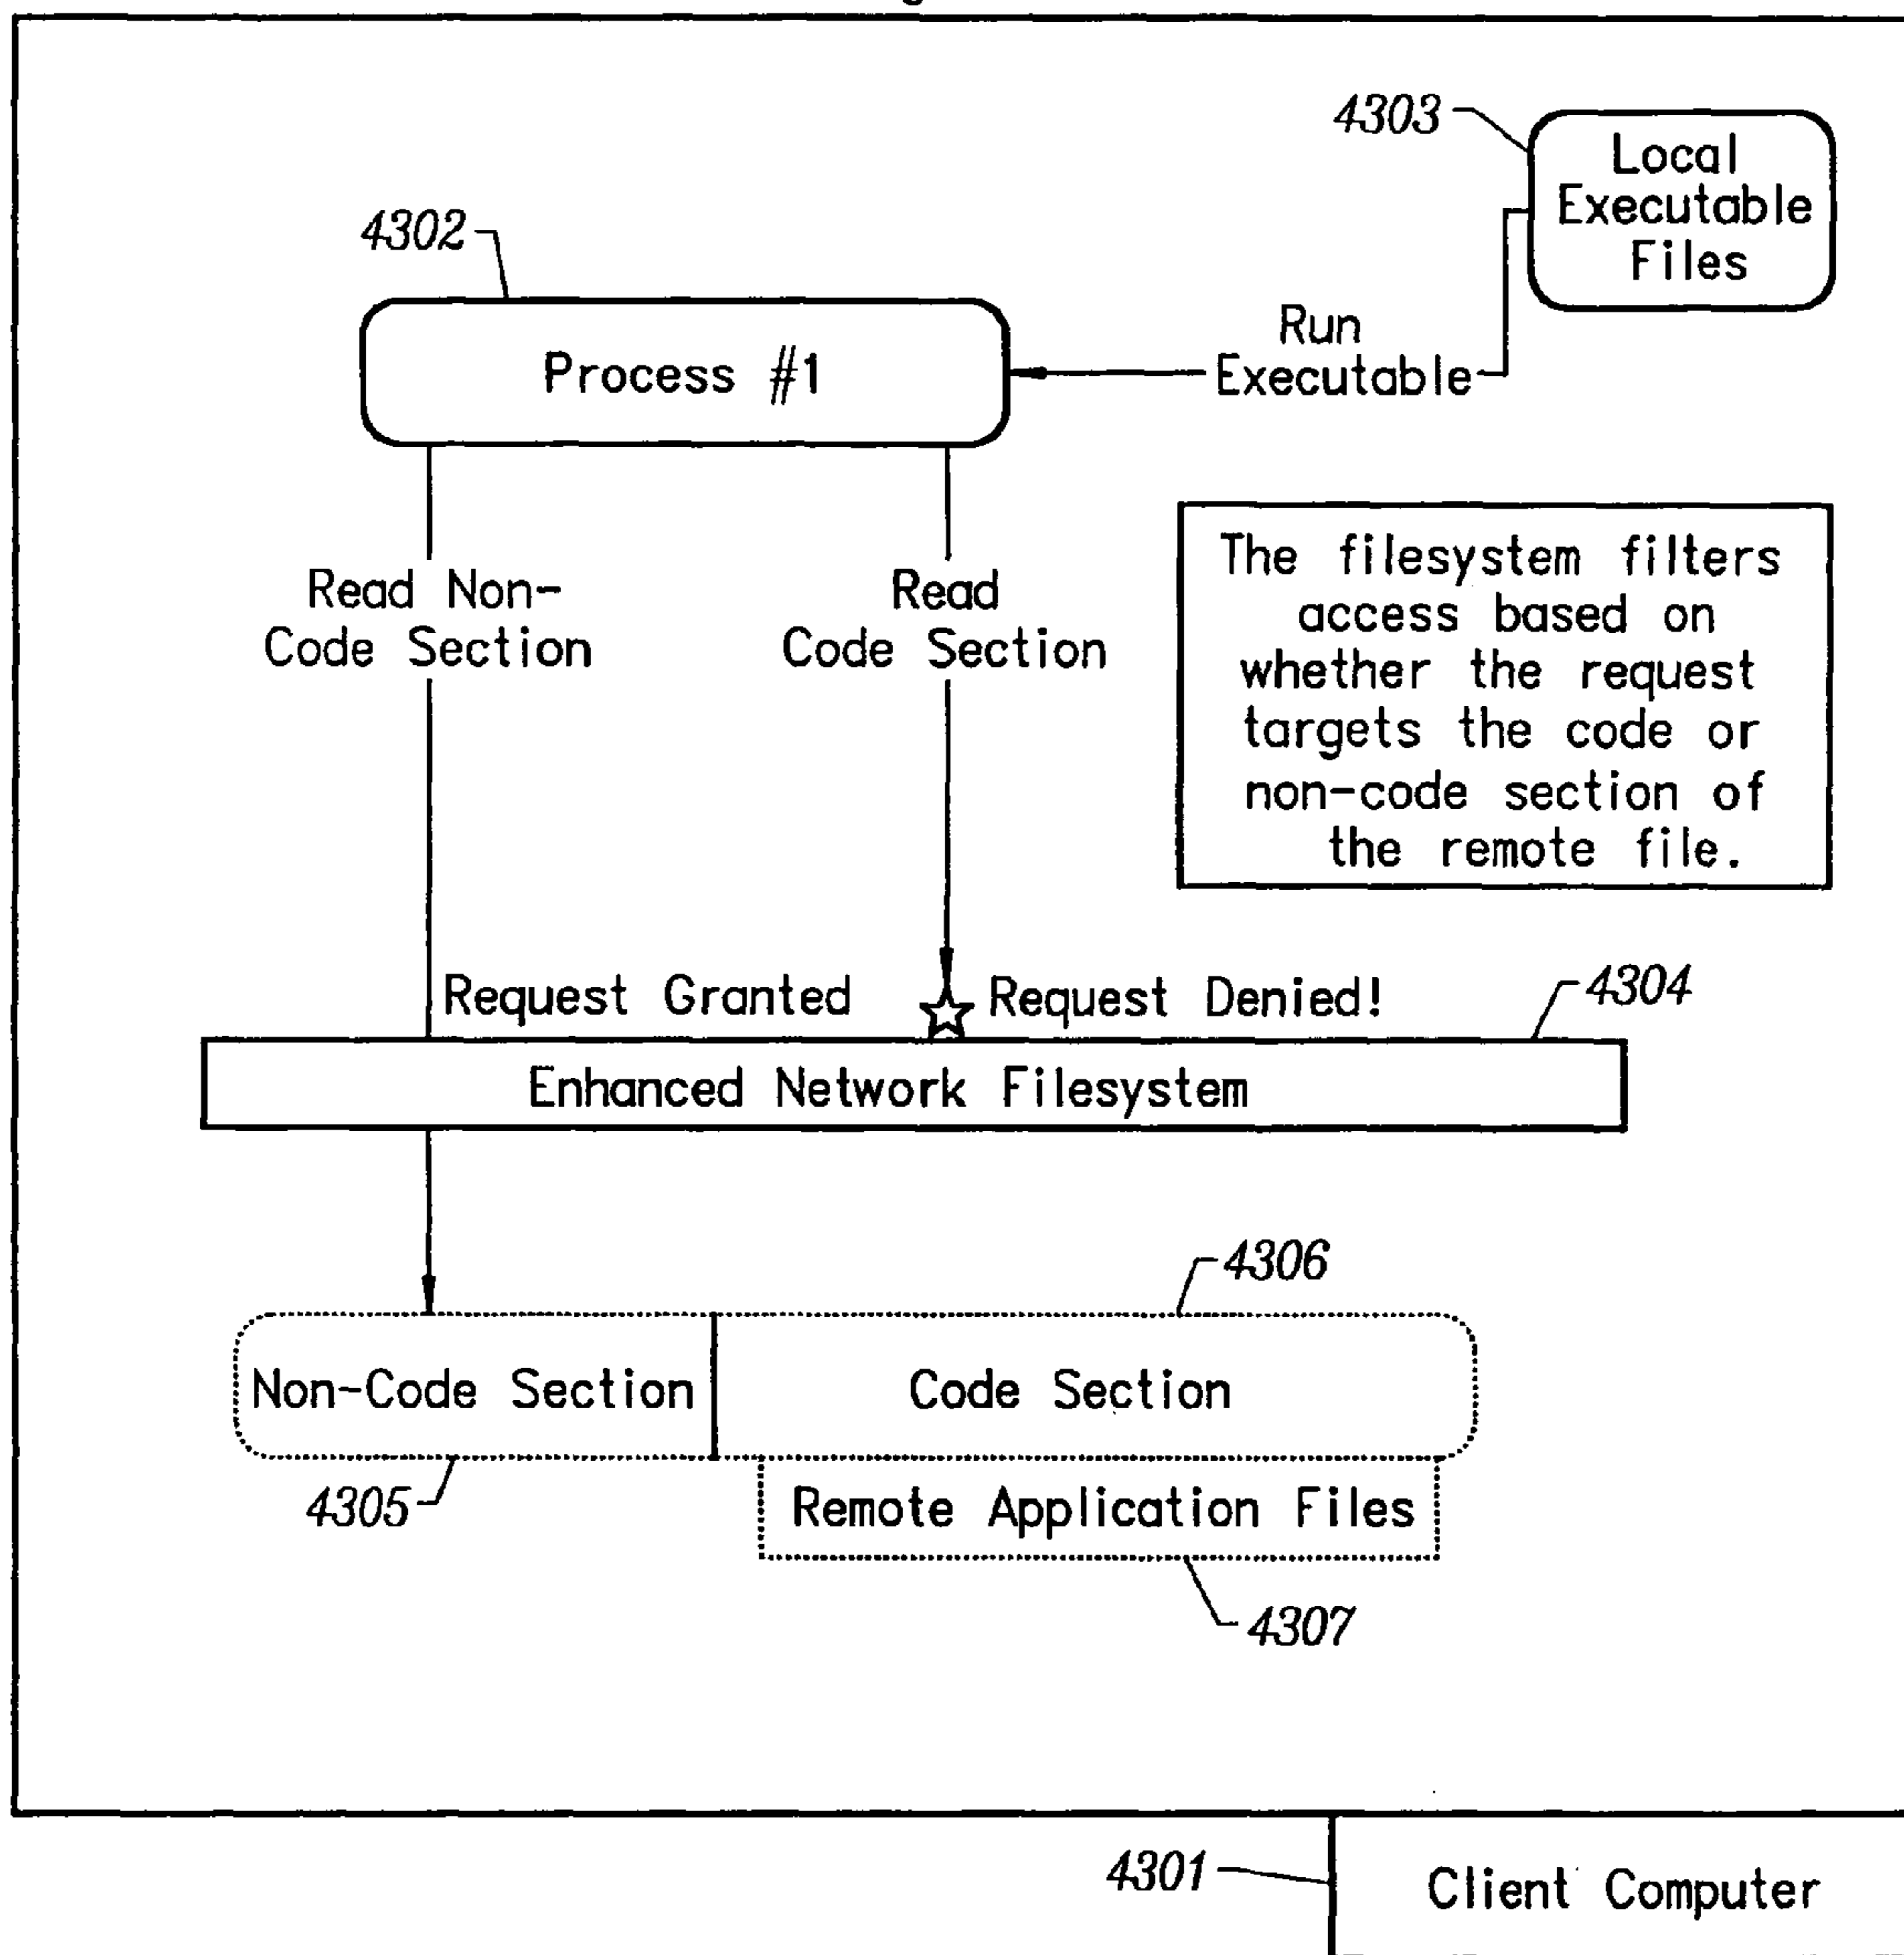 4303
Local
Executable
Files
4302
Run
Executable
Process #1
The filesystem filters
access based on
whether the request
targets the code or
non-code section of
the remote file.
Read Non-
Code Section
Read
Code Section
Request Granted
Request Denied!
4304
Enhanced Network Filesystem
4306
Non-Code Section
Code Section
4305
Remote Application Files
4307
4301
Client Computer